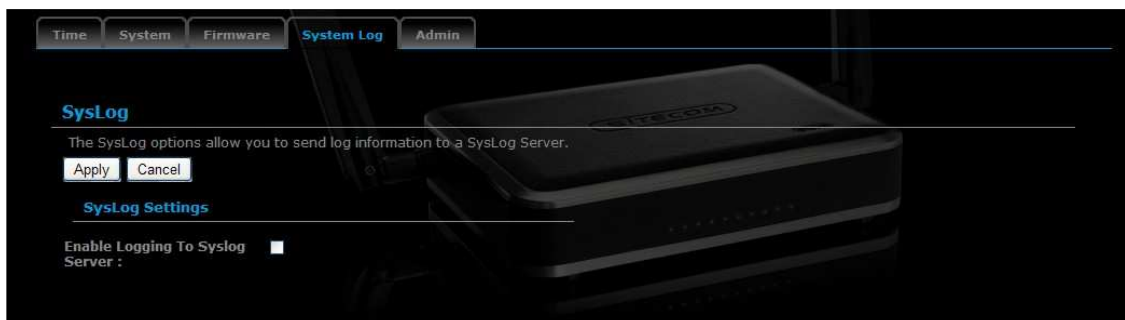 Time System Firmware System Log Admin
SysLog
SITECOM
The SysLog options allow you to send log information to a SysLog Server.
Apply Cancel
SysLog Settings
Enable Logging To Syslog
Server :